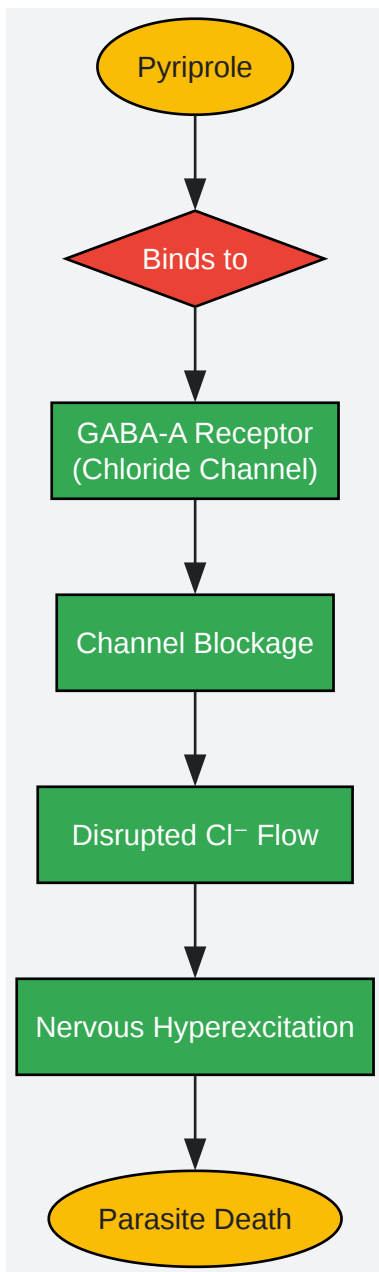 Pyriprole
Binds to
GABA-A Receptor
(Chloride Channel)
Channel Blockage
Disrupted Cl⁻ Flow
Nervous Hyperexcitation
Parasite Death